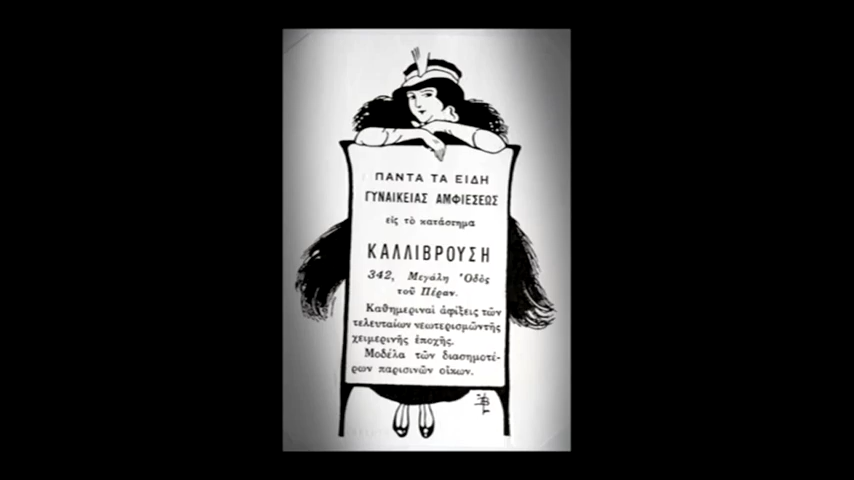 ΠΑΝΤΑ ΤΑ ΕΙΔΗ
ΓΥΝΑΙΚΕΙΑΣ ΑΜΦΙΕΣΕΩΣ
εἰς τὸ κατάστημα
ΚΑΛΛΙΒΡΟΥΣΗ
342, Μεγάλη Ὁδὸς
τοῦ Πέραν.
Καθημεριναὶ ἀφίξεις τῶν
τελευταίων νεωτερισμῶντῆς
χειμερινῆς ἐποχῆς.
Μοδέλα τῶν διασημοτέ-
ρων παρισινῶν οἴκων.